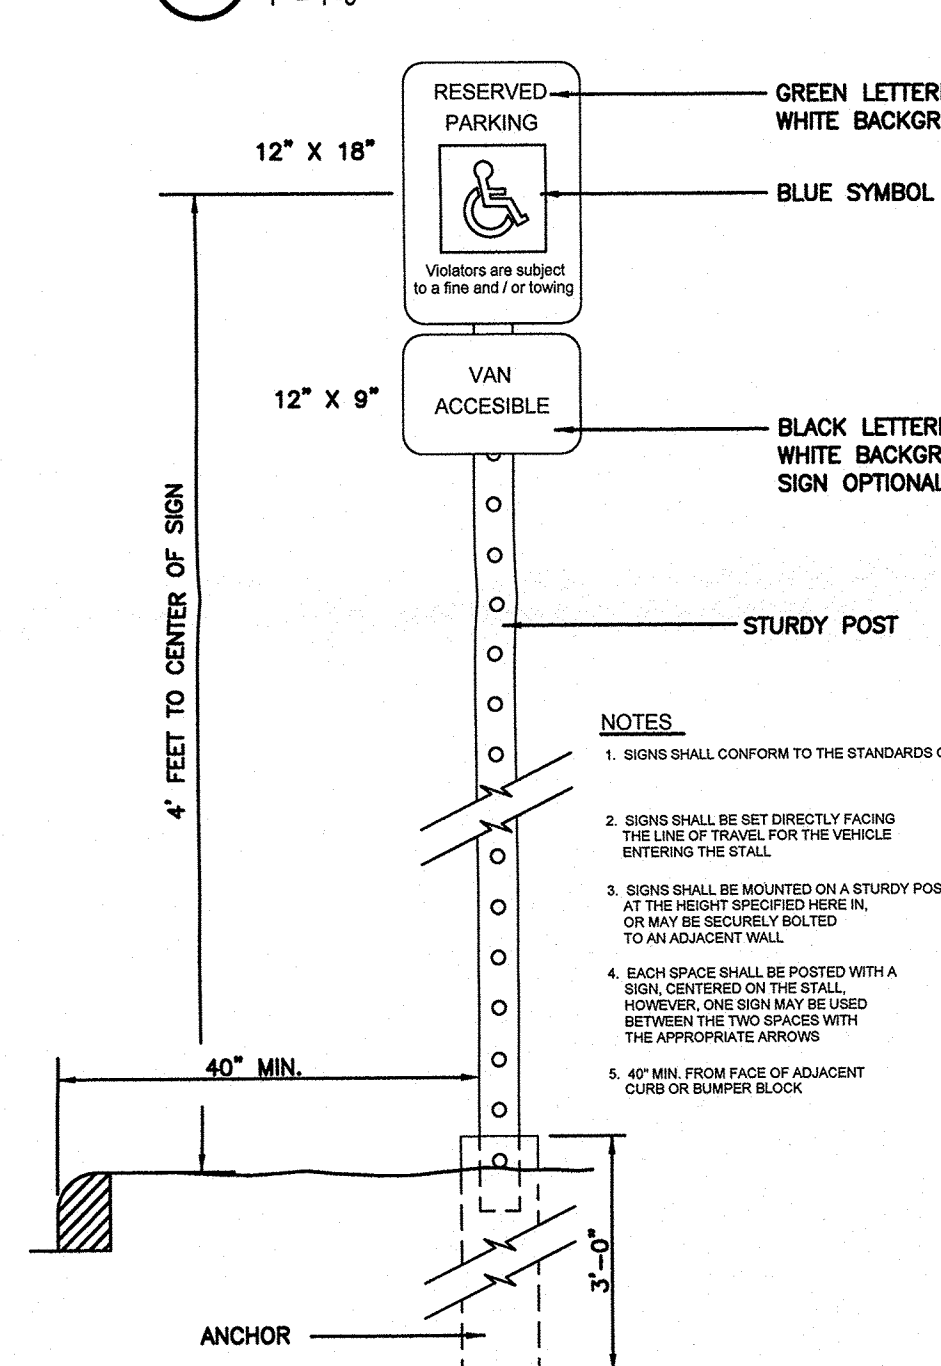 RESERVED
PARKING
Violators are subject
to a fine and / or towing
12" X 18"
GREEN
WHITE
BLUE SYMBOL
VAN
ACCESIBLE
12" X 9"
BLACK
WHITE
SIGN OPTIONAL
4' FEET TO CENTER OF SIGN
STURDY POST
NOTES
1. SIGNS SHALL CONFORM TO THE STANDARDS
2. SIGNS SHALL BE SET DIRECTLY FACING
THE LINE OF TRAVEL FOR THE VEHICLE
ENTERING THE STALL
3. SIGNS SHALL BE MOUNTED ON A STURDY
AT THE HEIGHT SPECIFIED HERE IN,
OR MAY BE SECURELY BOLTED
TO AN ADJACENT WALL
4. EACH SPACE SHALL BE POSTED WITH A
SIGN, CENTERED ON THE STALL,
HOWEVER, ONE SIGN MAY BE USED
BETWEEN THE TWO SPACES WITH
THE APPROPRIATE ARROWS
5. 40" MIN. FROM FACE OF ADJACENT
CURB OR BUMPER BLOCK
40" MIN.
3'-0"
ANCHOR